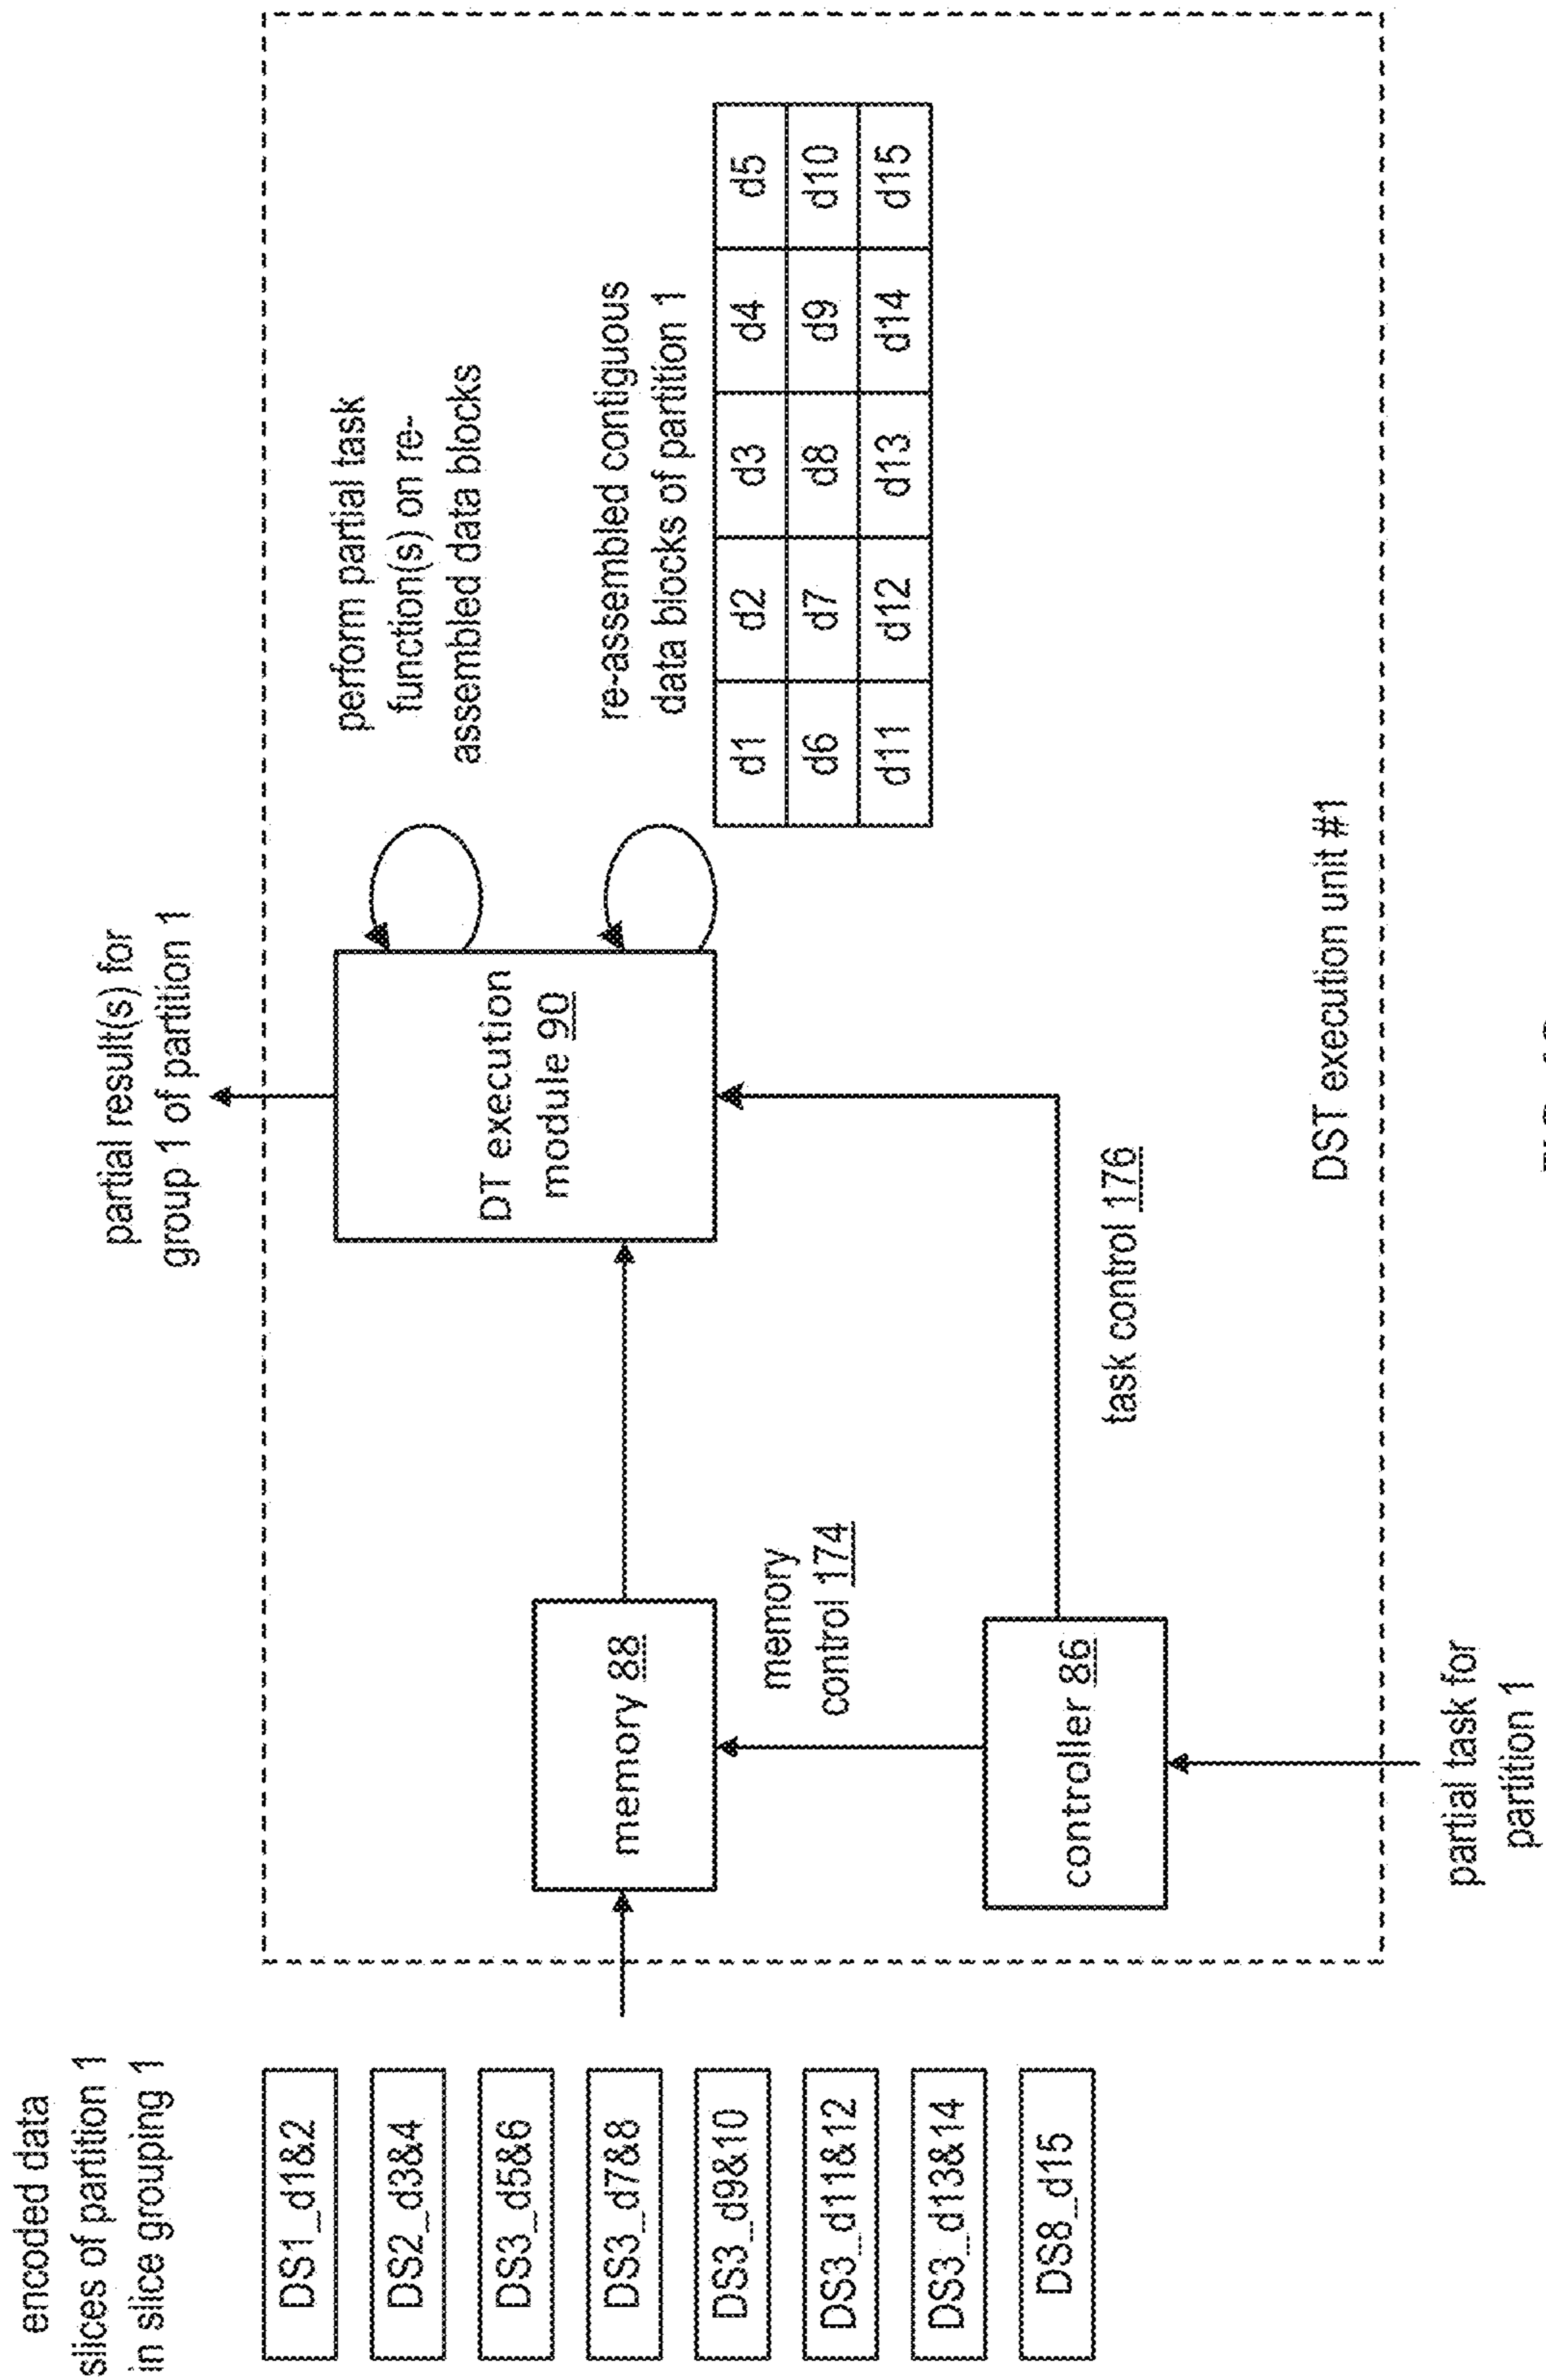 encoded data
slices of partition 1
in slice grouping 1
DS1_d1&2
DS2_d3&4
DS3_d5&6
DS3_d7&8
DS3_d9&10
DS3_d11&12
DS3_d13&14
DS8_d15
partial result(s) for
group 1 of partition 1
memory 88
memory
control 174
controller 86
partial task for
partition 1
DT execution
module 90
task control 176
perform partial task
function(s) on re-
assembled data blocks
re-assembled contiguous
data blocks of partition 1
d1 d2 d3 d4 d5
d6 d7 d8 d9 d10
d11 d12 d13 d14 d15
DST execution unit #1